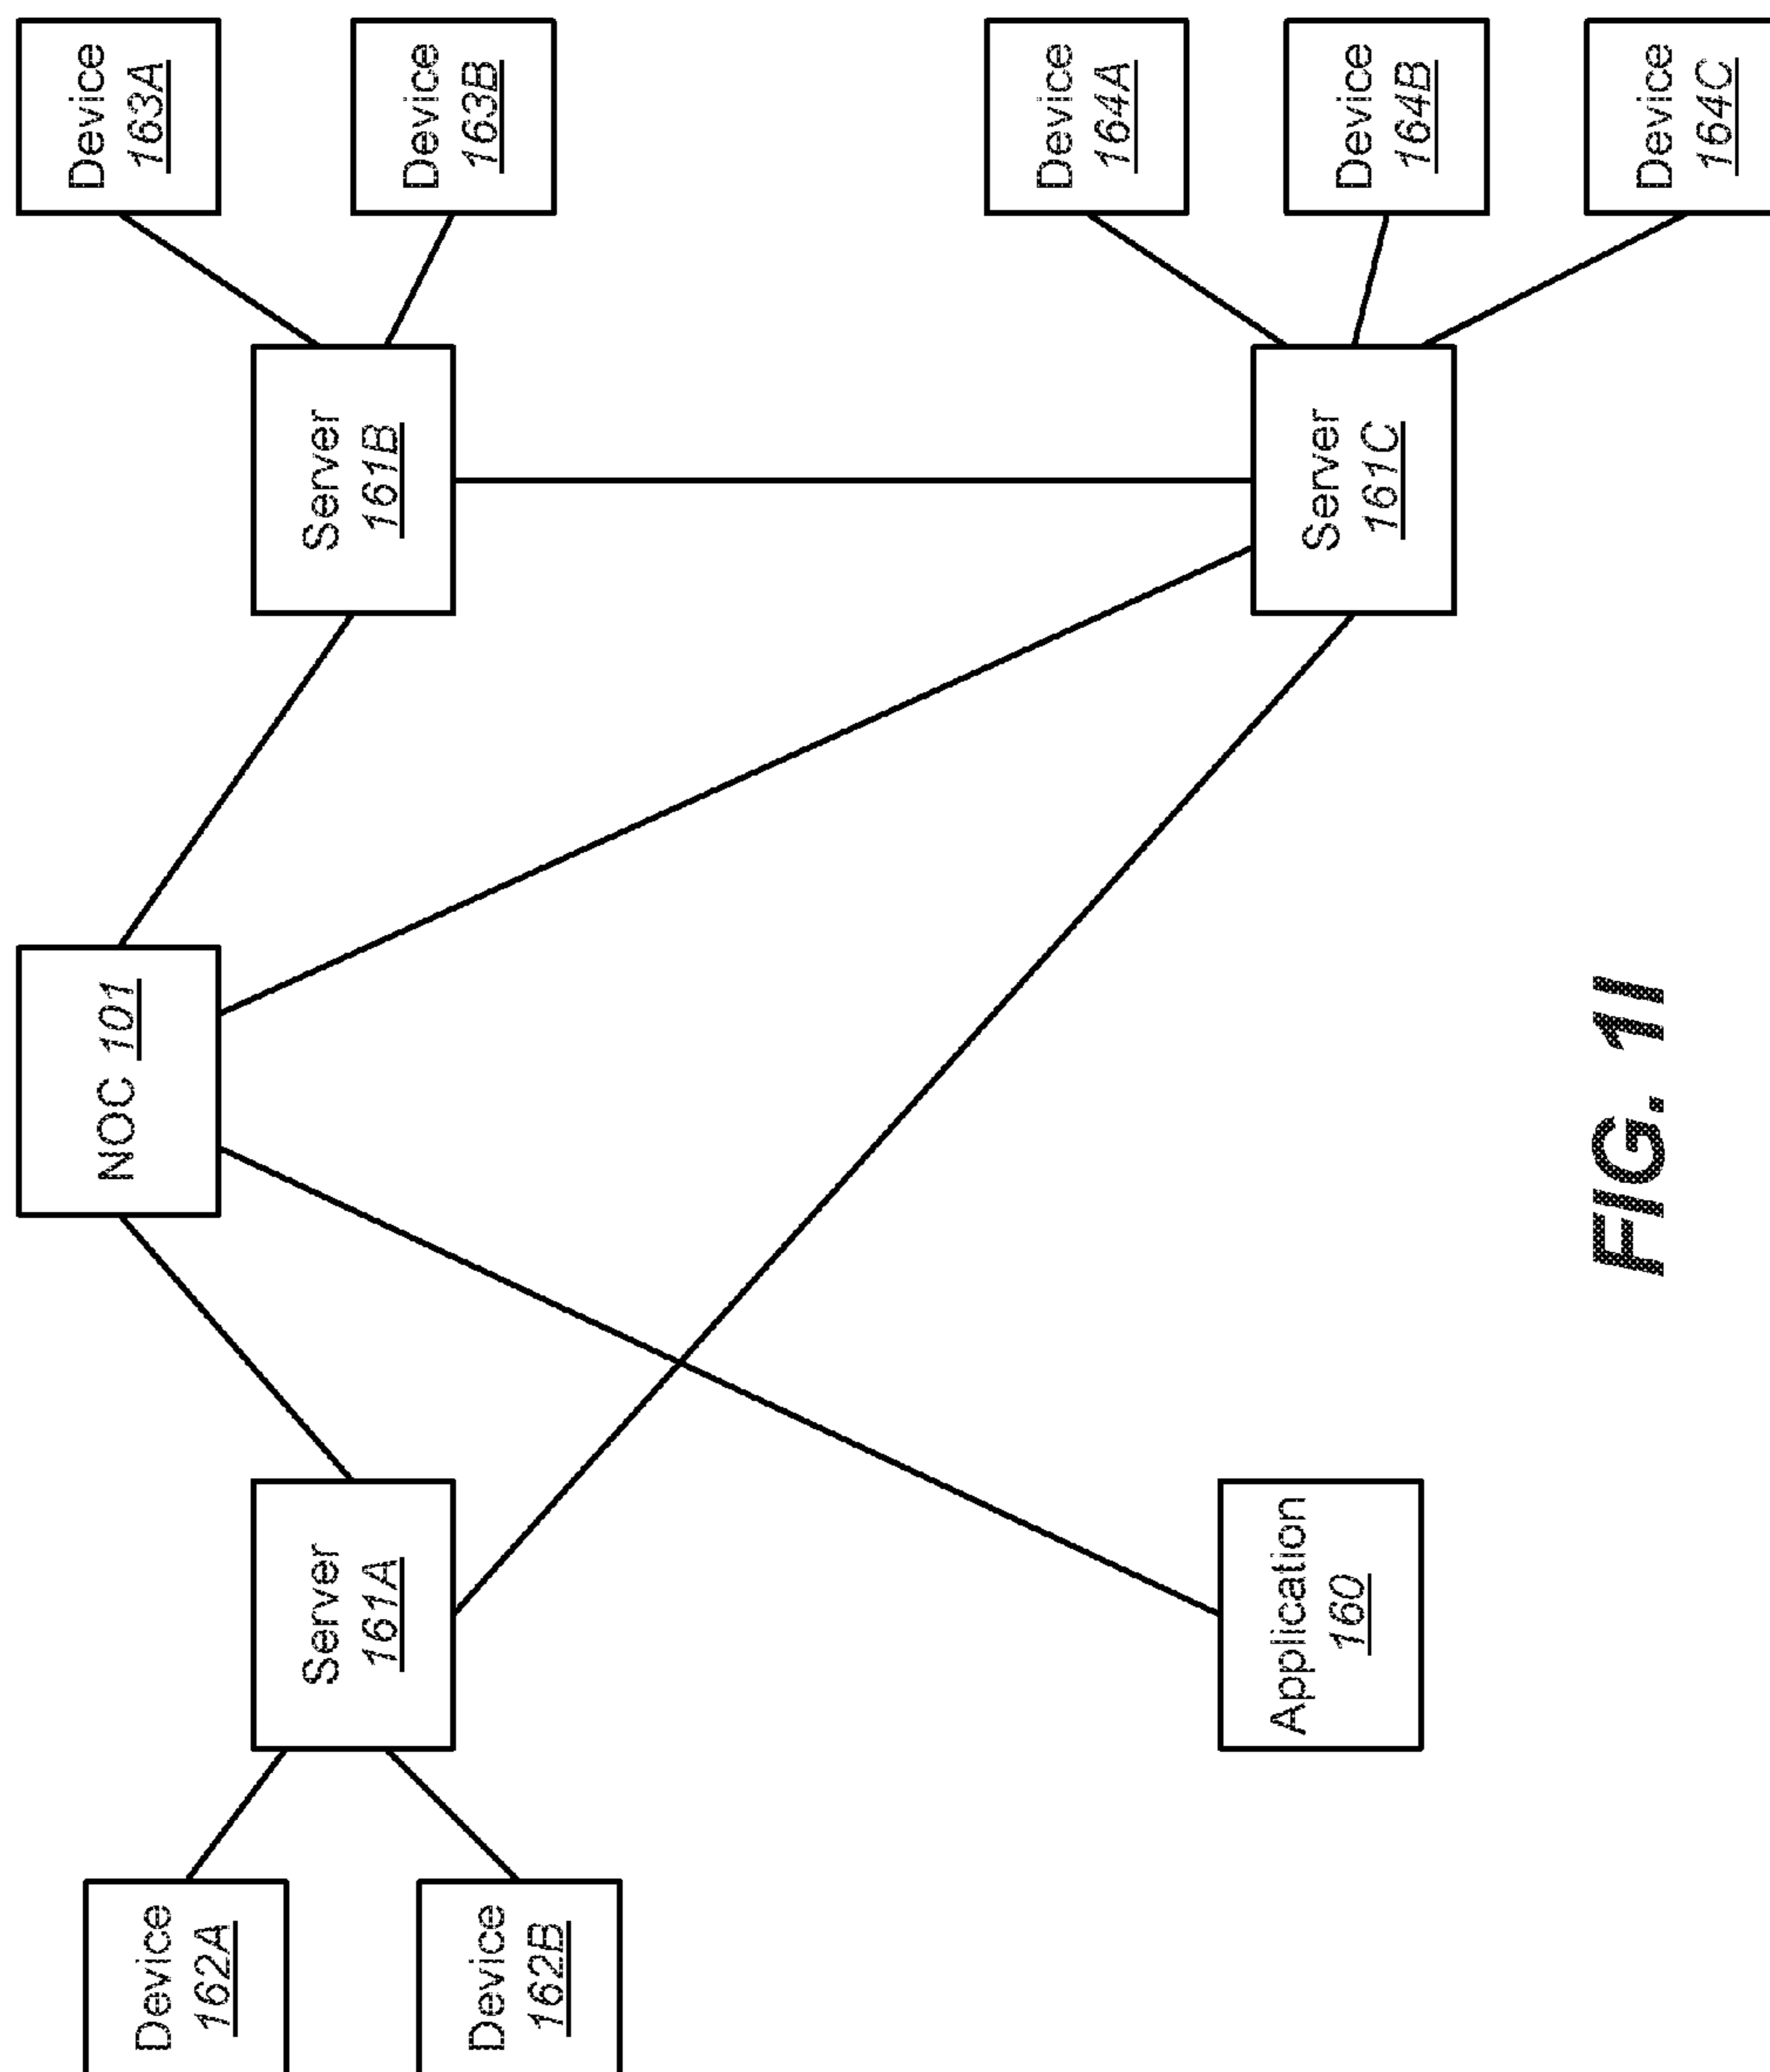 NOC 101
Server
161A
Server
161B
Device
162A
Device
162B
Device
163A
Device
163B
Application
160
Server
161C
Device
164A
Device
164B
Device
164C
FIG. 1I